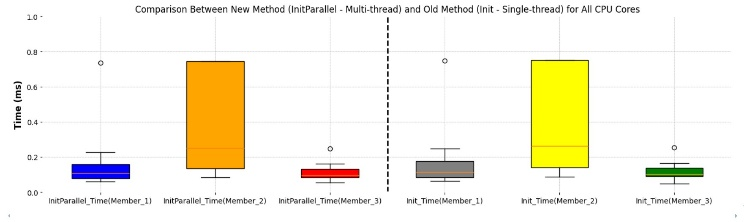 Comparison Between New Method (InitParallel - Multi-thread) and Old Method (Init - Single-thread) for All CPU Cores
Time (ms)
1.0
0.8
0.6
0.4
0.2
0.0
InitParallel_Time(Member_1) InitParallel_Time(Member_2) InitParallel_Time(Member_3) Init_Time(Member_1) Init_Time(Member_2) Init_Time(Member_3)